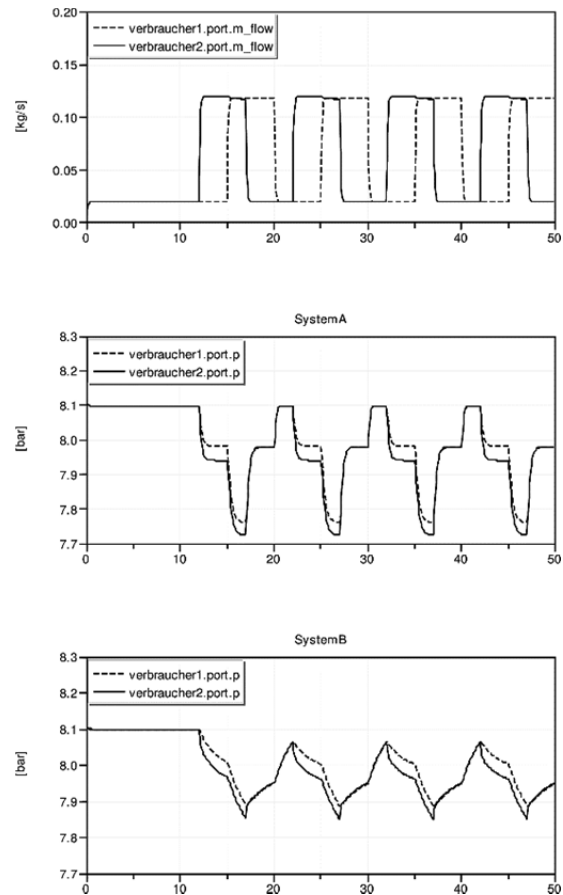 0.20
0.15
0.10
0.05
0.00
[kg/s]
verbraucher1.port.m_flow
verbraucher2.port.m_flow
0 10 20 30 40 50
SystemA
8.3
8.2
8.1
8.0
7.9
7.8
7.7
[bar]
verbraucher1.port.p
verbraucher2.port.p
0 10 20 30 40 50
SystemB
8.3
8.2
8.1
8.0
7.9
7.8
7.7
[bar]
verbraucher1.port.p
verbraucher2.port.p
0 10 20 30 40 50